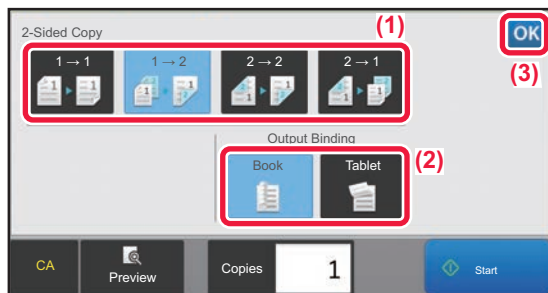 (1)
2-Sided Copy
OK
1 → 1
1 → 2
2 → 2
2 → 1
(3)
Output Binding
Book
Tablet
(2)
CA
Preview
Copies
1
Start